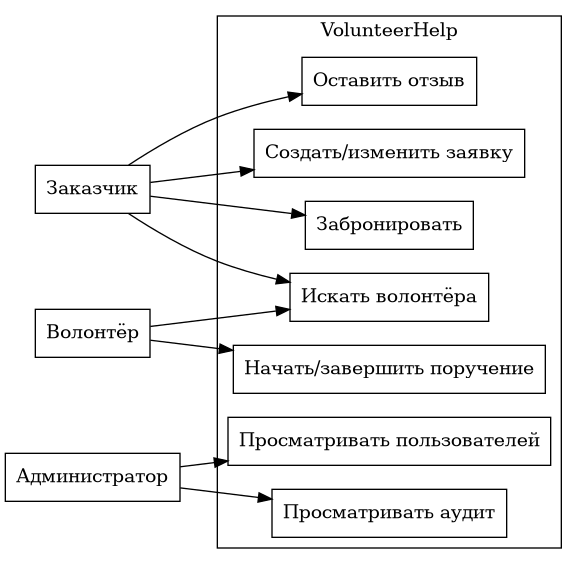 VolunteerHelp
Оставить отзыв
Создать/изменить заявку
Заказчик
Забронировать
Искать волонтёра
Волонтёр
Начать/завершить поручение
Просматривать пользователей
Администратор
Просматривать аудит